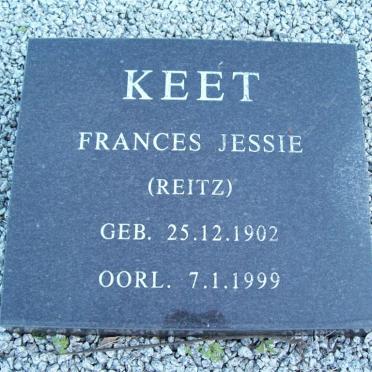 KEET
FRANCES JESSIE
(REITZ)
GEB. 25.12.1902
OORL. 7.1.1999